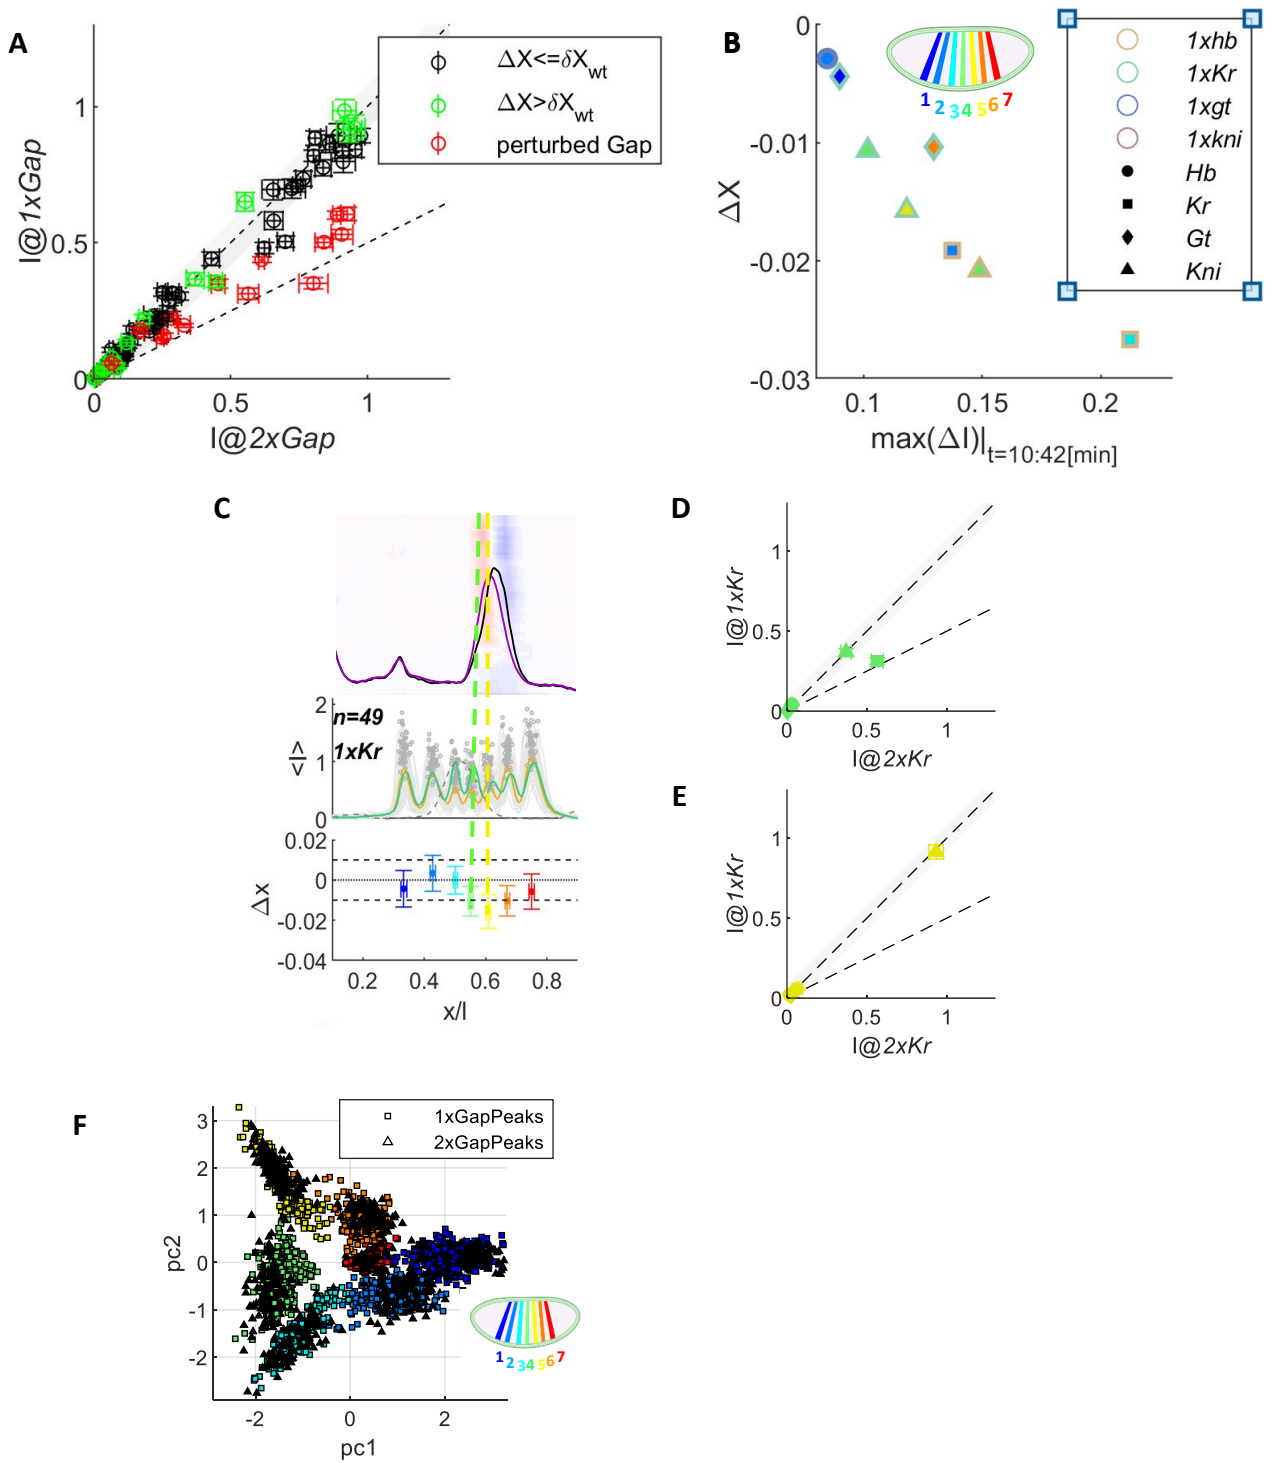 A
I@1xGap
1
0.5
0
0
0.5
1
I@2xGap
ΔX<=δXwt
ΔX>δXwt
perturbed Gap
B
ΔX
0
-0.01
-0.02
-0.03
0.1
0.15
0.2
max(ΔI)|t=10:42[min]
1 2 3 4 5 6 7
1xhb
1xKr
1xgt
1xkni
Hb
Kr
Gt
Kni
C
<I>
2
1
0
n=49
1xKr
Δx
0.02
0
-0.02
-0.04
0.2
0.4
0.6
0.8
x/l
D
I@1xKr
1
0.5
0
0
0.5
1
I@2xKr
E
I@1xKr
1
0.5
0
0
0.5
1
I@2xKr
F
pc2
3
2
1
0
-1
-2
-2
0
2
pc1
1xGapPeaks
2xGapPeaks
1 2 3 4 5 6 7